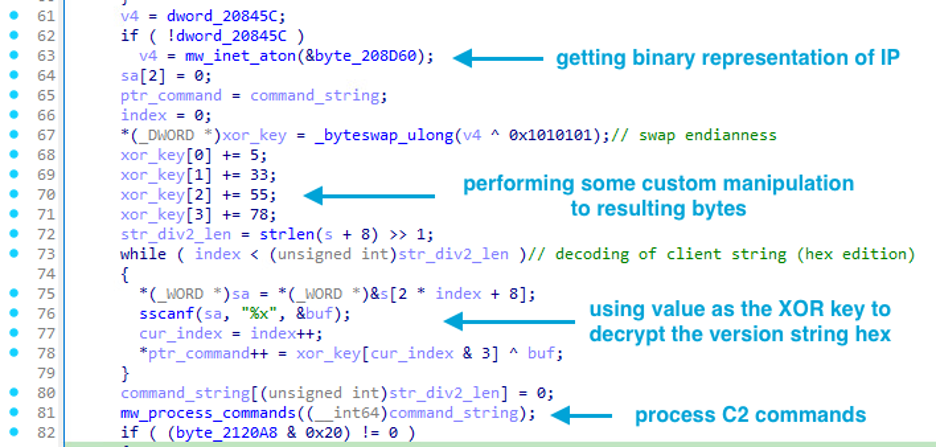 61 v4 = dword_20845C;
62 if ( !dword_20845C )
63 v4 = mw_inet_aton(&byte_208D60); getting binary representation of IP
64 sa[2] = 0;
65 ptr_command = command_string;
66 index = 0;
67 *(_DWORD *)xor_key = _byteswap_ulong(v4 ^ 0x1010101);// swap endianness
68 xor_key[0] += 5;
69 xor_key[1] += 33;
70 xor_key[2] += 55;
71 xor_key[3] += 78;
performing some custom manipulation
to resulting bytes
72 str_div2_len = strlen(s + 8) >> 1;
73 while ( index < (unsigned int)str_div2_len )// decoding of client string (hex edition)
74 {
75 *(_WORD *)sa = *(_WORD *)&s[2 * index + 8];
76 sscanf(sa, "%x", &buf);
77 cur_index = index++;
78 *ptr_command++ = xor_key[cur_index & 3] ^ buf;
using value as the XOR key to
decrypt the version string hex
79 }
80 command_string[(unsigned int)str_div2_len] = 0;
81 mw_process_commands((__int64)command_string); process C2 commands
82 if ( (byte_2120A8 & 0x20) != 0 )